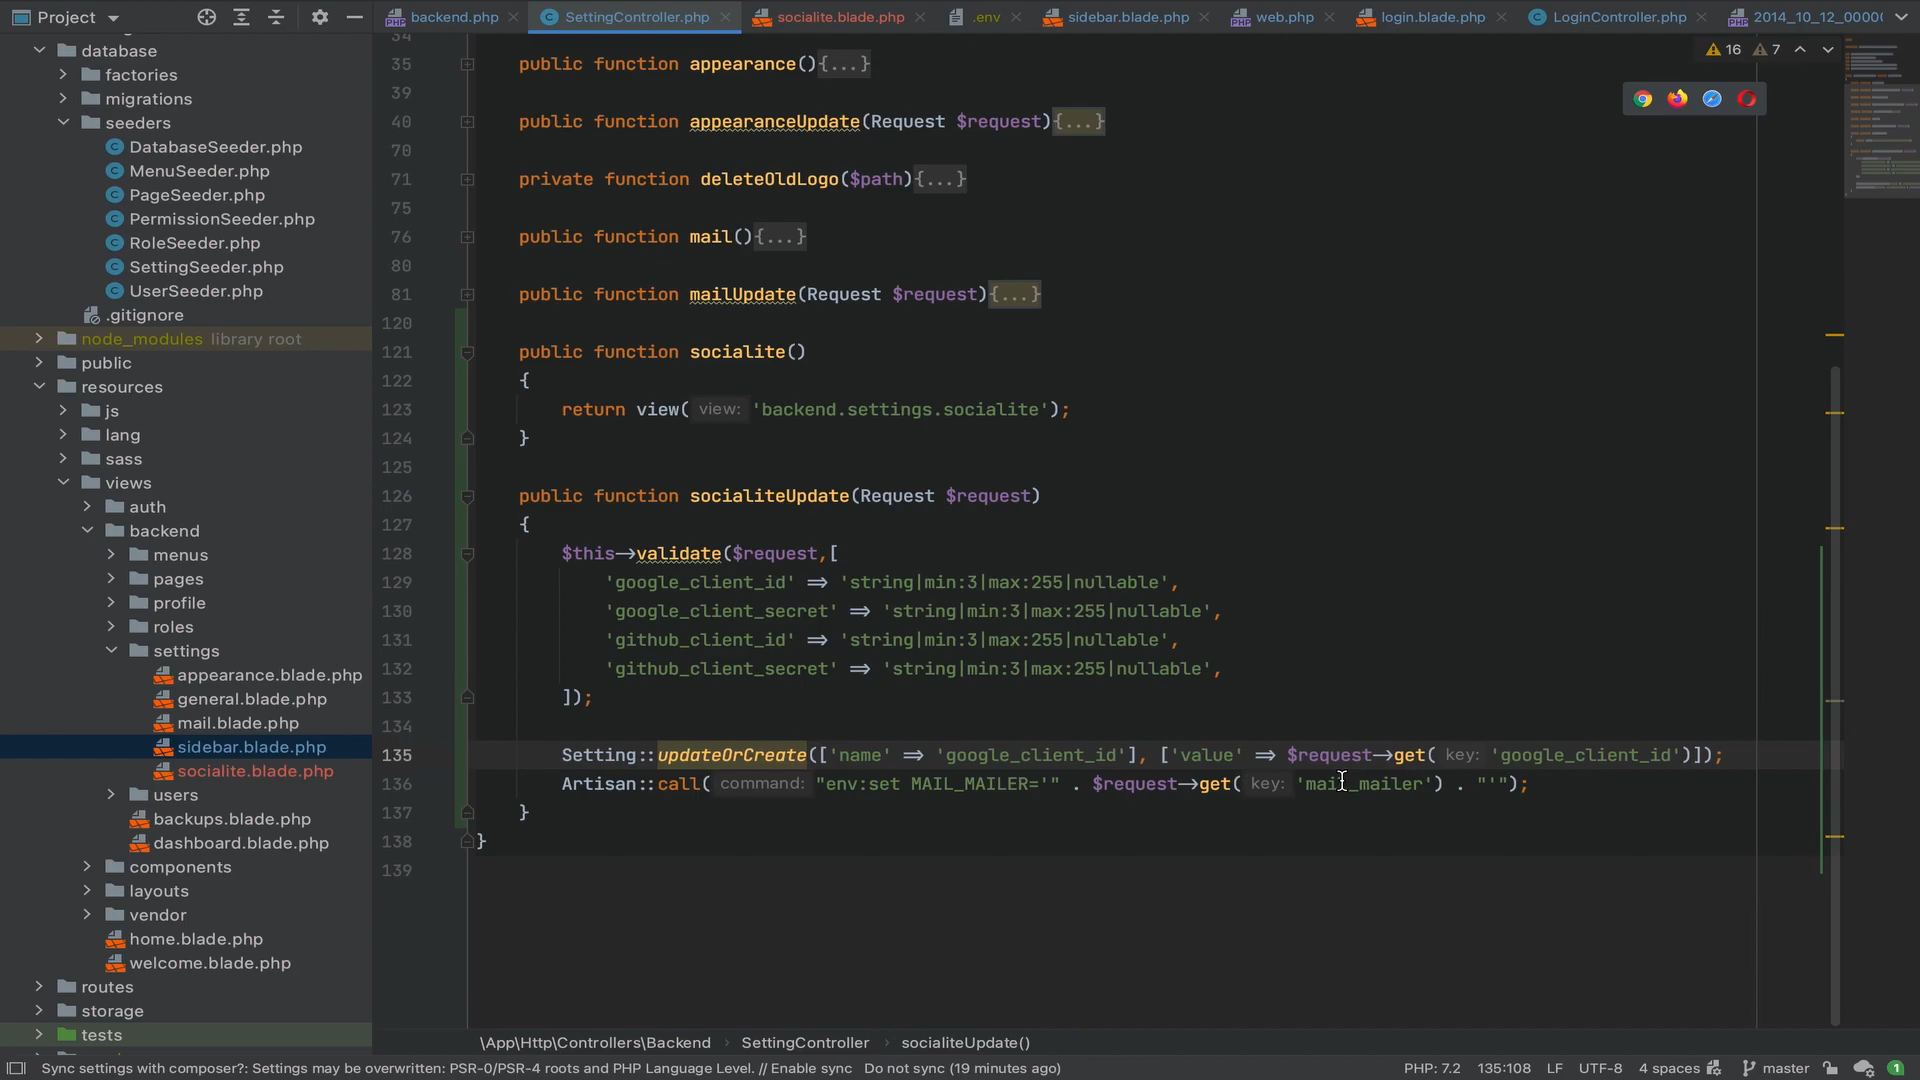 Project
backend.php
SettingController.php
socialite.blade.php
.env
sidebar.blade.php
web.php
login.blade.php
LoginController.php
2014_10_12_0000
database
factories
migrations
seeders
DatabaseSeeder.php
MenuSeeder.php
PageSeeder.php
PermissionSeeder.php
RoleSeeder.php
SettingSeeder.php
UserSeeder.php
.gitignore
node_modules library root
public
resources
js
lang
sass
views
auth
backend
menus
pages
profile
roles
settings
appearance.blade.php
general.blade.php
mail.blade.php
sidebar.blade.php
socialite.blade.php
users
backups.blade.php
dashboard.blade.php
components
layouts
vendor
home.blade.php
welcome.blade.php
routes
storage
tests
16 7
34
35 public function appearance(){...}
39
40 public function appearanceUpdate(Request $request){...}
70
71 private function deleteOldLogo($path){...}
75
76 public function mail(){...}
80
81 public function mailUpdate(Request $request){...}
120
121 public function socialite()
122 {
123 return view( view: 'backend.settings.socialite');
124 }
125
126 public function socialiteUpdate(Request $request)
127 {
128 $this->validate($request,[
129 'google_client_id' => 'string|min:3|max:255|nullable',
130 'google_client_secret' => 'string|min:3|max:255|nullable',
131 'github_client_id' => 'string|min:3|max:255|nullable',
132 'github_client_secret' => 'string|min:3|max:255|nullable',
133 ]);
134
135 Setting::updateOrCreate(['name' => 'google_client_id'], ['value' => $request->get( key: 'google_client_id')]);
136 Artisan::call( command: "env:set MAIL_MAILER='" . $request->get( key: 'mail_mailer') . "'");
137 }
138 }
139
\App\Http\Controllers\Backend › SettingController › socialiteUpdate()
Sync settings with composer?: Settings may be overwritten: PSR-0/PSR-4 roots and PHP Language Level. // Enable sync Do not sync (19 minutes ago)
PHP: 7.2 135:108 LF UTF-8 4 spaces master 1